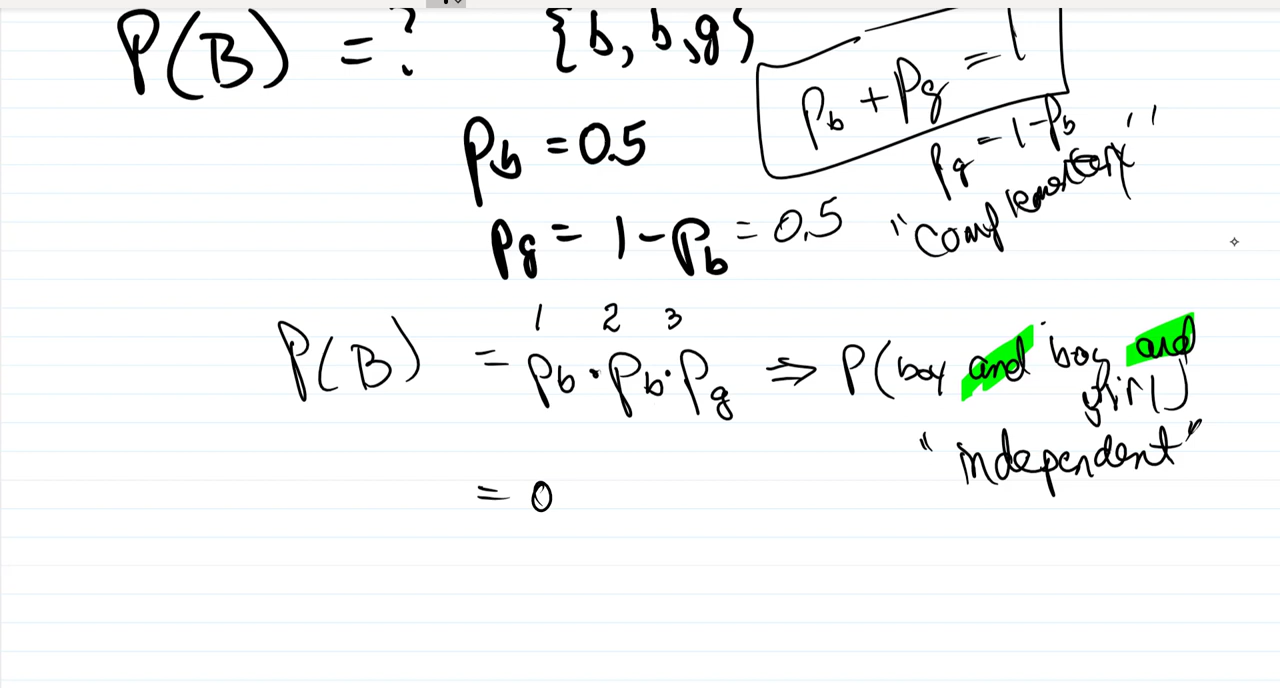 P(B) = ? {b, b, g}
Pb + Pg = 1
Pb = 0.5
Pg = 1 - Pb
Pg = 1 - Pb = 0.5
"complementary"
1 2 3
P(B) = Pb · Pb · Pg ⇒ P(boy and boy and
girl)
"independent"
= 0